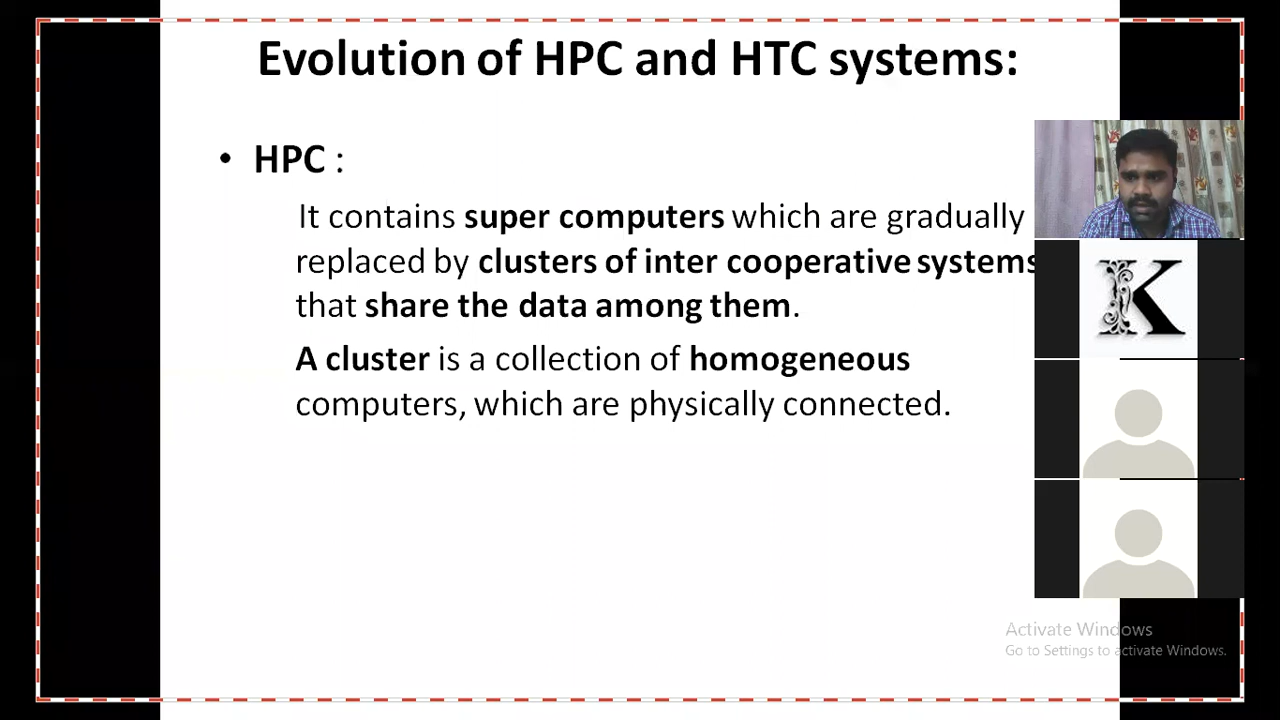 Evolution of HPC and HTC systems:
• HPC :
It contains super computers which are gradually
replaced by clusters of inter cooperative systems
that share the data among them.
A cluster is a collection of homogeneous
computers, which are physically connected.
K
Activate Windows
Go to Settings to activate Windows.